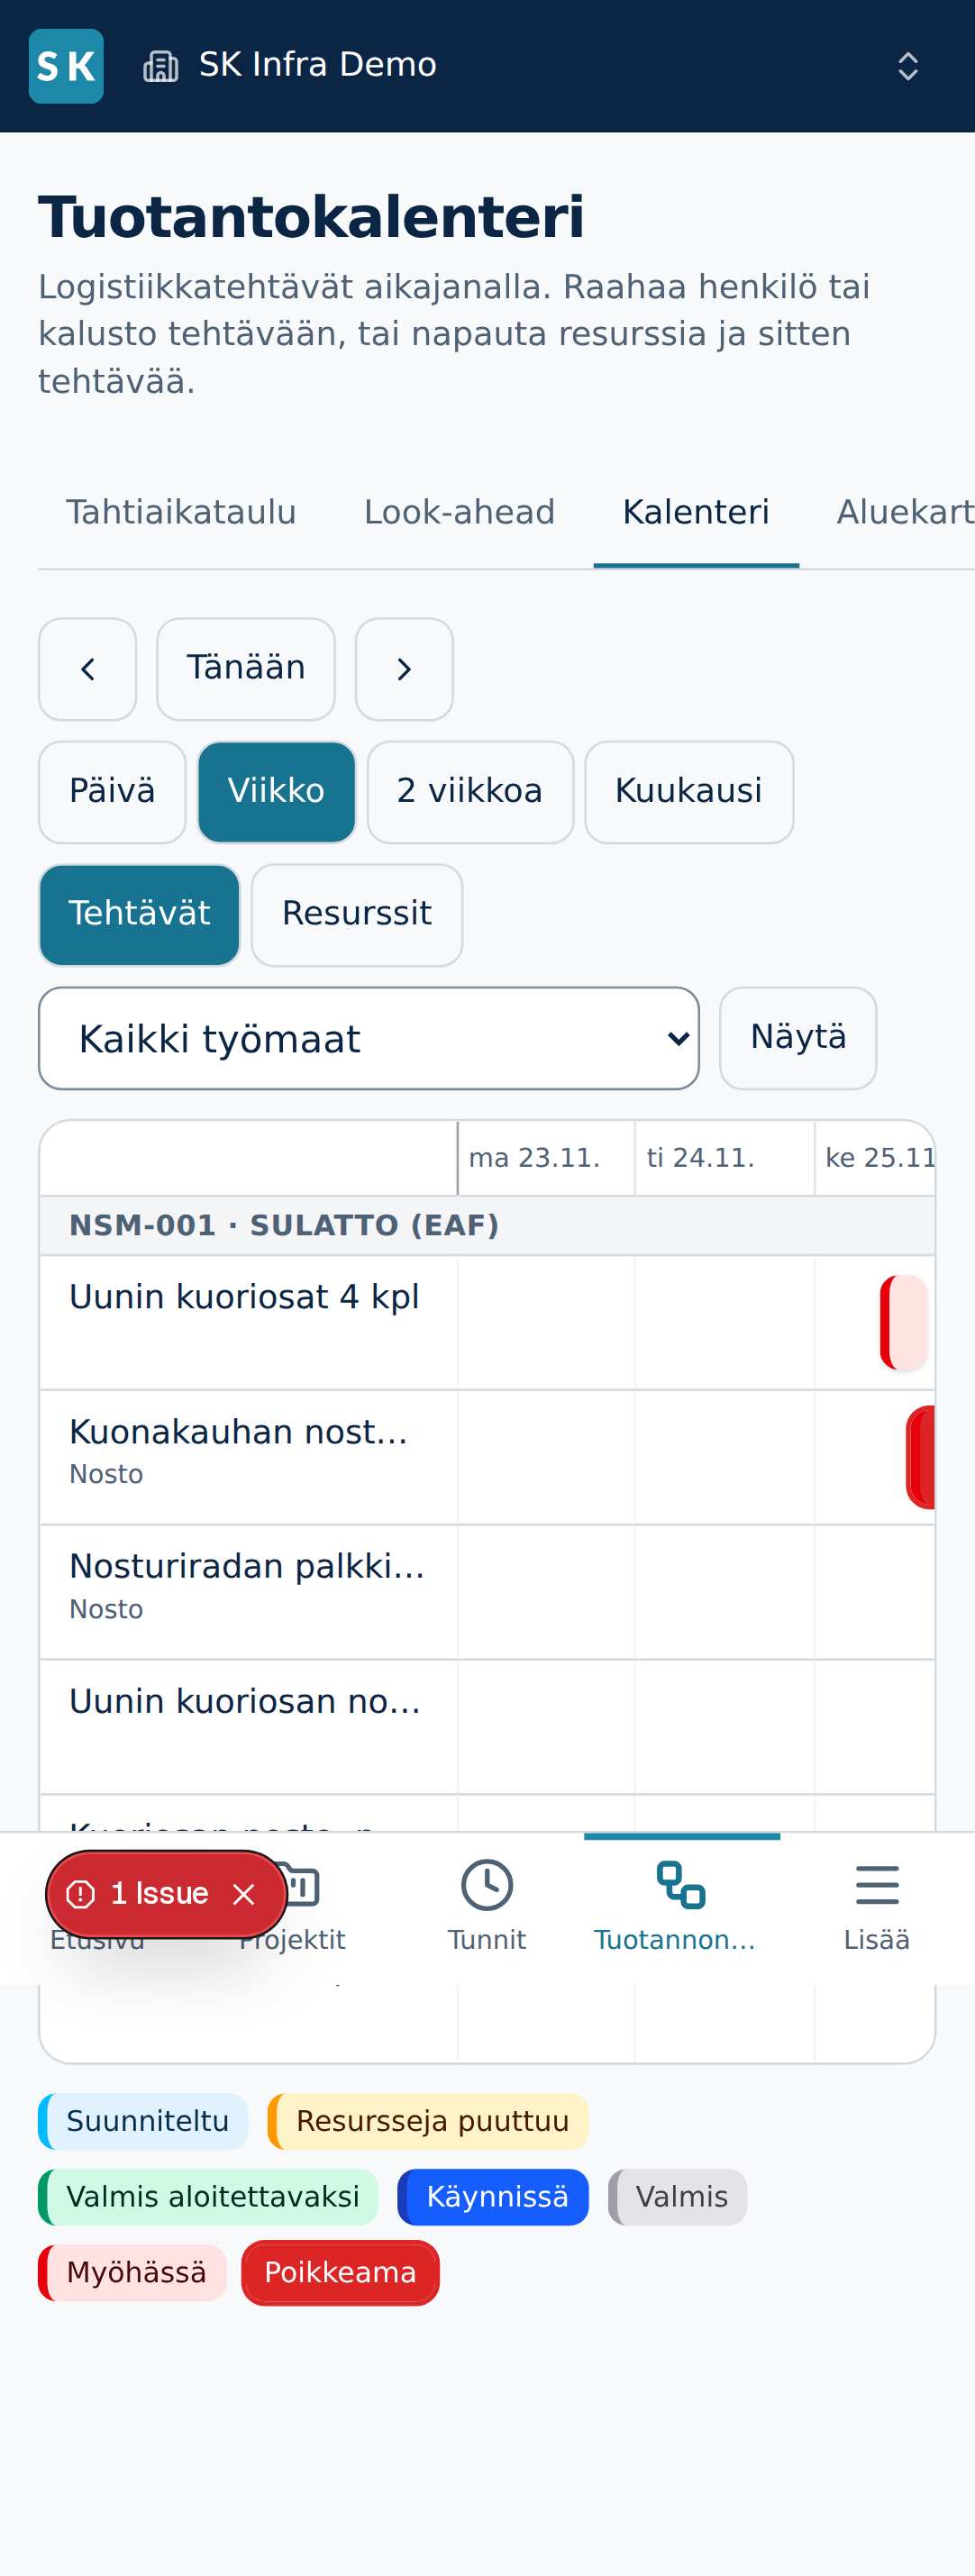 SK SK Infra Demo
Tuotantokalenteri
Logistiikkatehtävät aikajanalla. Raahaa henkilö tai
kalusto tehtävään, tai napauta resurssia ja sitten
tehtävää.
Tahtiaikataulu Look-ahead Kalenteri Aluekart
Tänään
Päivä Viikko 2 viikkoa Kuukausi
Tehtävät Resurssit
Kaikki työmaat Näytä
ma 23.11. ti 24.11. ke 25.11
NSM-001 · SULATTO (EAF)
Uunin kuoriosat 4 kpl
Kuonakauhan nost…
Nosto
Nosturiradan palkki…
Nosto
Uunin kuoriosan no…
1 Issue
Etusivu Projektit Tunnit Tuotannon… Lisää
Suunniteltu Resursseja puuttuu
Valmis aloitettavaksi Käynnissä Valmis
Myöhässä Poikkeama